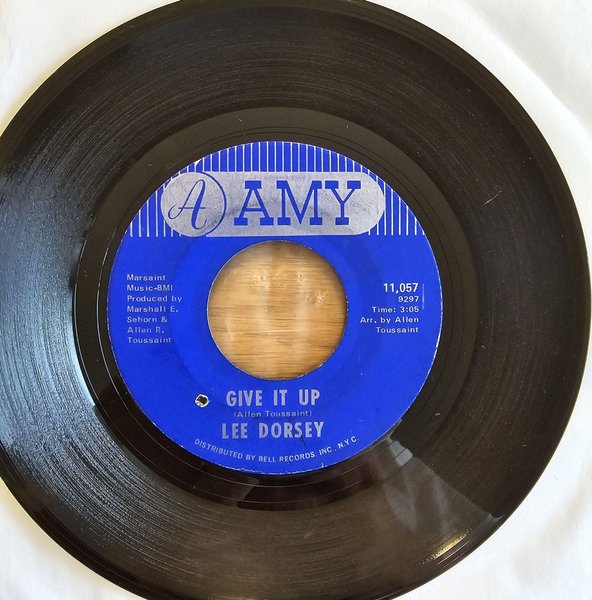 A AMY
Marsaint
Music-BMI
Produced by
Marshall E.
Sehorn &
Allen R.
Toussaint
11,057
9297
Time: 3:05
Arr. by Allen
Toussaint
GIVE IT UP
(Allen Toussaint)
LEE DORSEY
DISTRIBUTED BY BELL RECORDS, INC., N.Y.C.